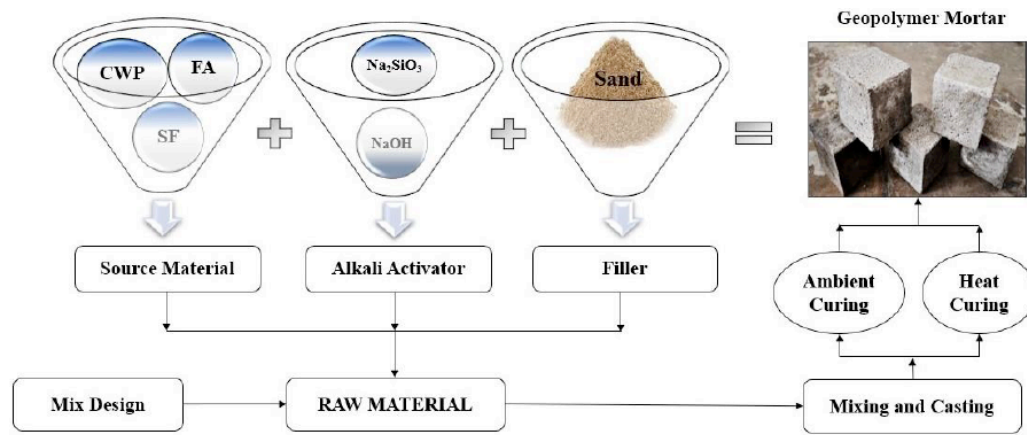 Geopolymer Mortar
CWP
FA
SF
Na₂SiO₃
NaOH
Sand
Source Material
Alkali Activator
Filler
Ambient
Curing
Heat
Curing
Mix Design
RAW MATERIAL
Mixing and Casting